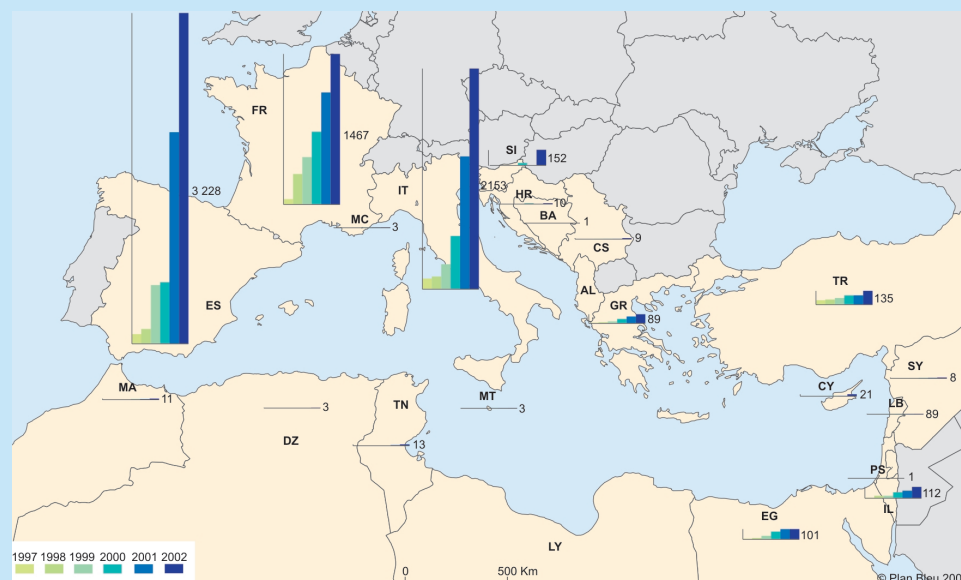 FR
1467
SI
152
3 228
IT
2153
HR
10
MC
3
BA
1
CS
9
ES
AL
GR
89
TR
135
MA
11
3
TN
MT
3
CY
21
SY
8
LB
89
DZ
13
PS
1
112
IL
EG
101
LY
1997 1998 1999 2000 2001 2002
0 500 Km
© Plan Bleu